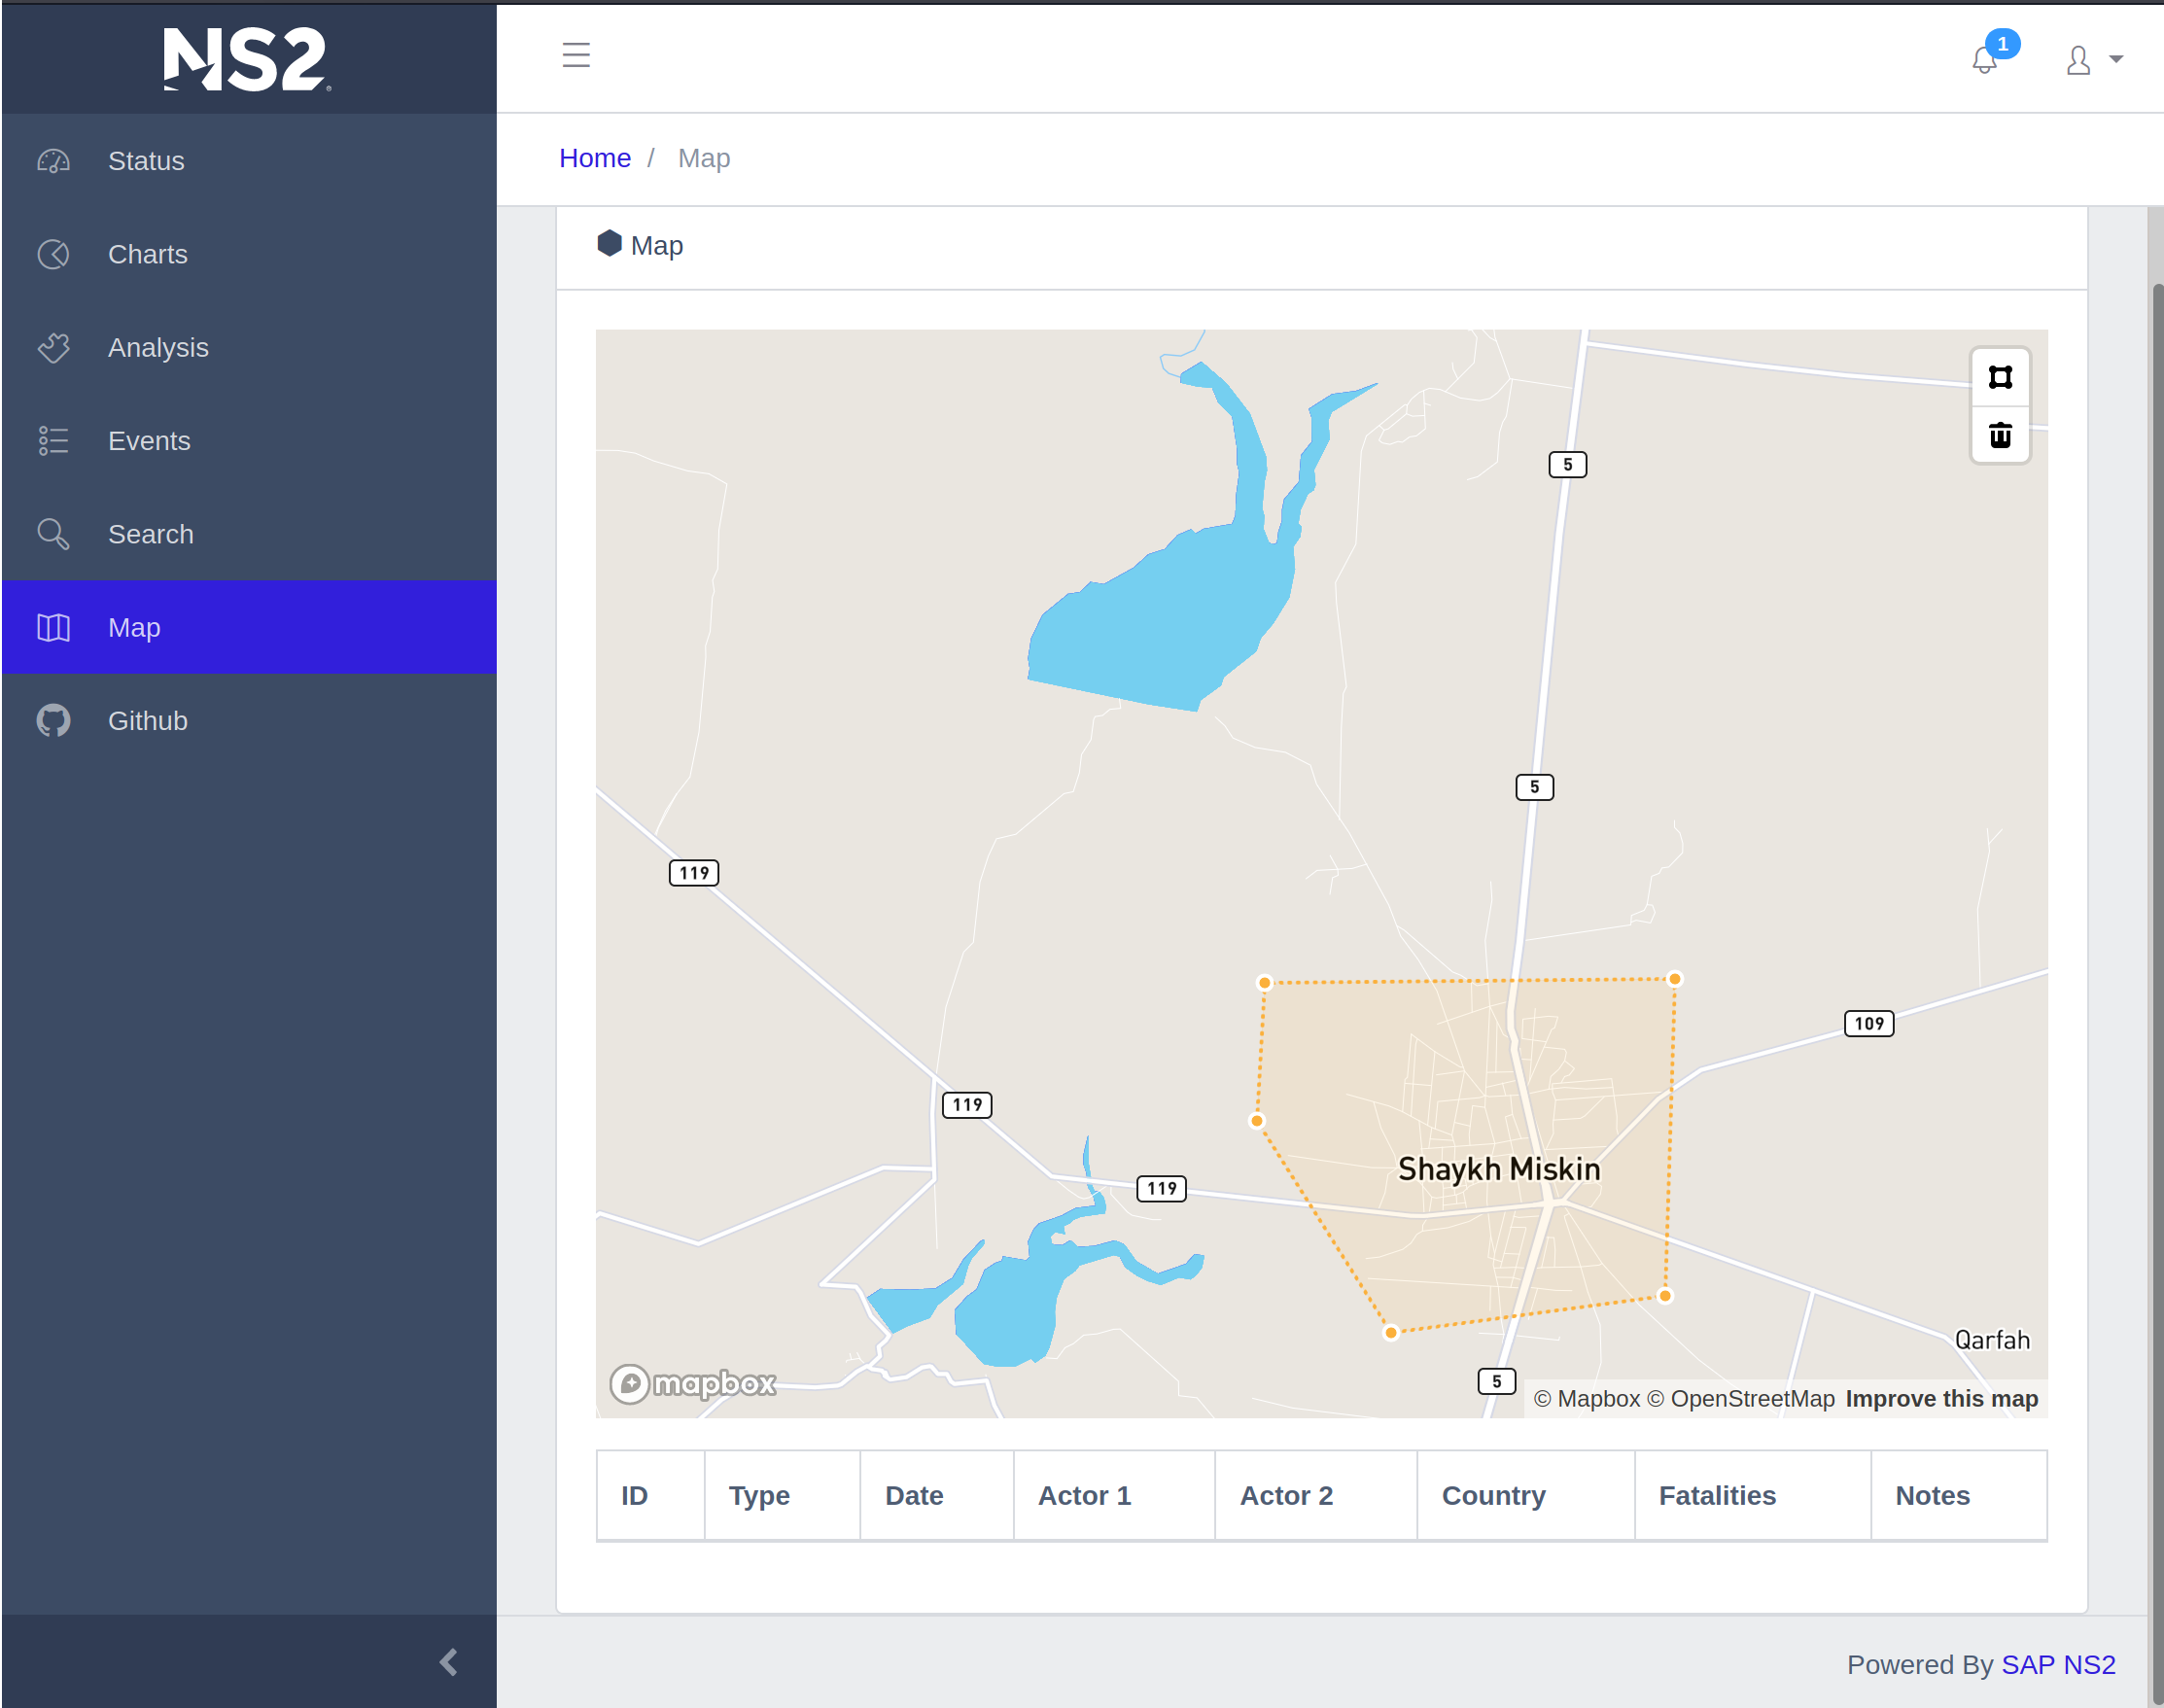 NS2
1
Status
Charts
Analysis
Events
Search
Map
Github
Home / Map
Map
5
5
119
109
119
Shaykh Miskin
119
Qarfah
5
mapbox
© Mapbox © OpenStreetMap Improve this map
ID Type Date Actor 1 Actor 2 Country Fatalities Notes
Powered By SAP NS2